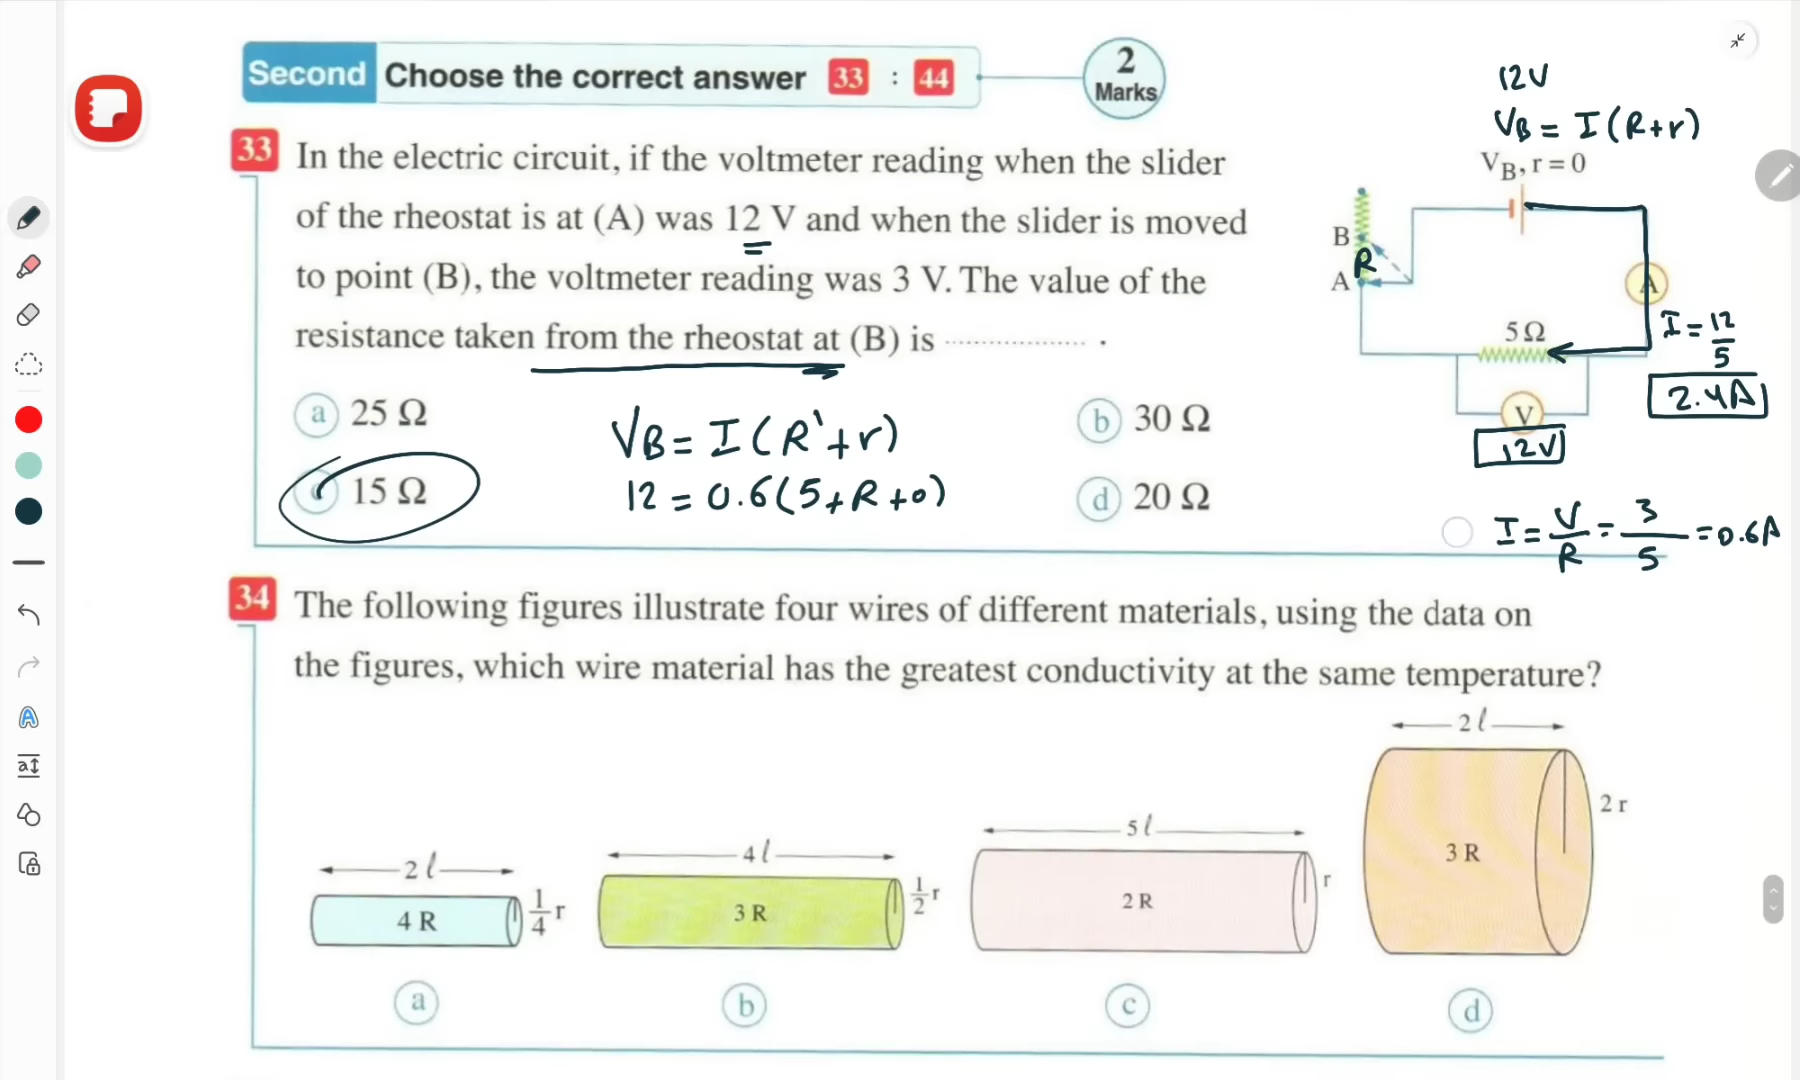 Second Choose the correct answer 33 : 44
2
Marks
33 In the electric circuit, if the voltmeter reading when the slider
of the rheostat is at (A) was 12 V and when the slider is moved
to point (B), the voltmeter reading was 3 V. The value of the
resistance taken from the rheostat at (B) is .................... .
a 25 Ω
b 30 Ω
c 15 Ω
d 20 Ω
VB = I (R'+r)
12 = 0.6(5+R+0)
12V
VB = I (R+r)
VB, r = 0
B
R
A
A
5 Ω
I = 12/5
2.4A
V
12V
I = V/R = 3/5 = 0.6A
34 The following figures illustrate four wires of different materials, using the data on
the figures, which wire material has the greatest conductivity at the same temperature?
2 l
4 R
1/4 r
a
4 l
3 R
1/2 r
b
5 l
2 R
r
c
2 l
3 R
2 r
d